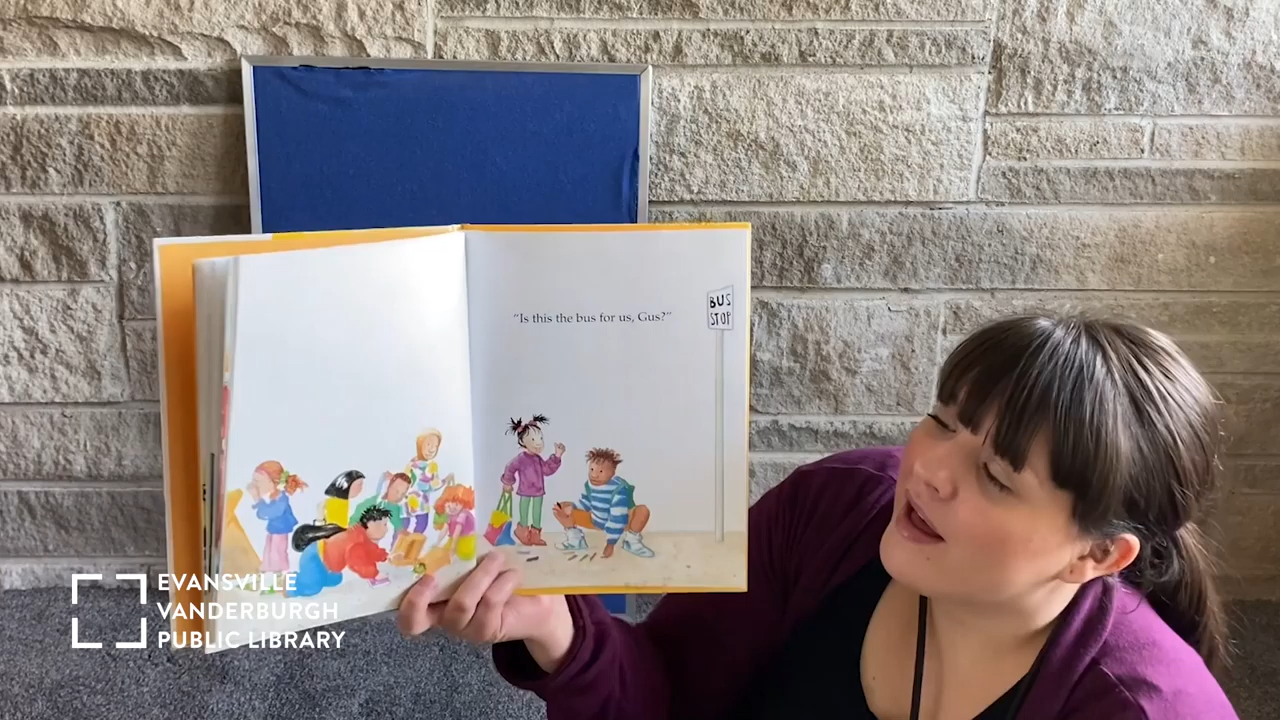 "Is this the bus for us, Gus?"
BUS
STOP
EVANSVILLE
VANDERBURGH
PUBLIC LIBRARY